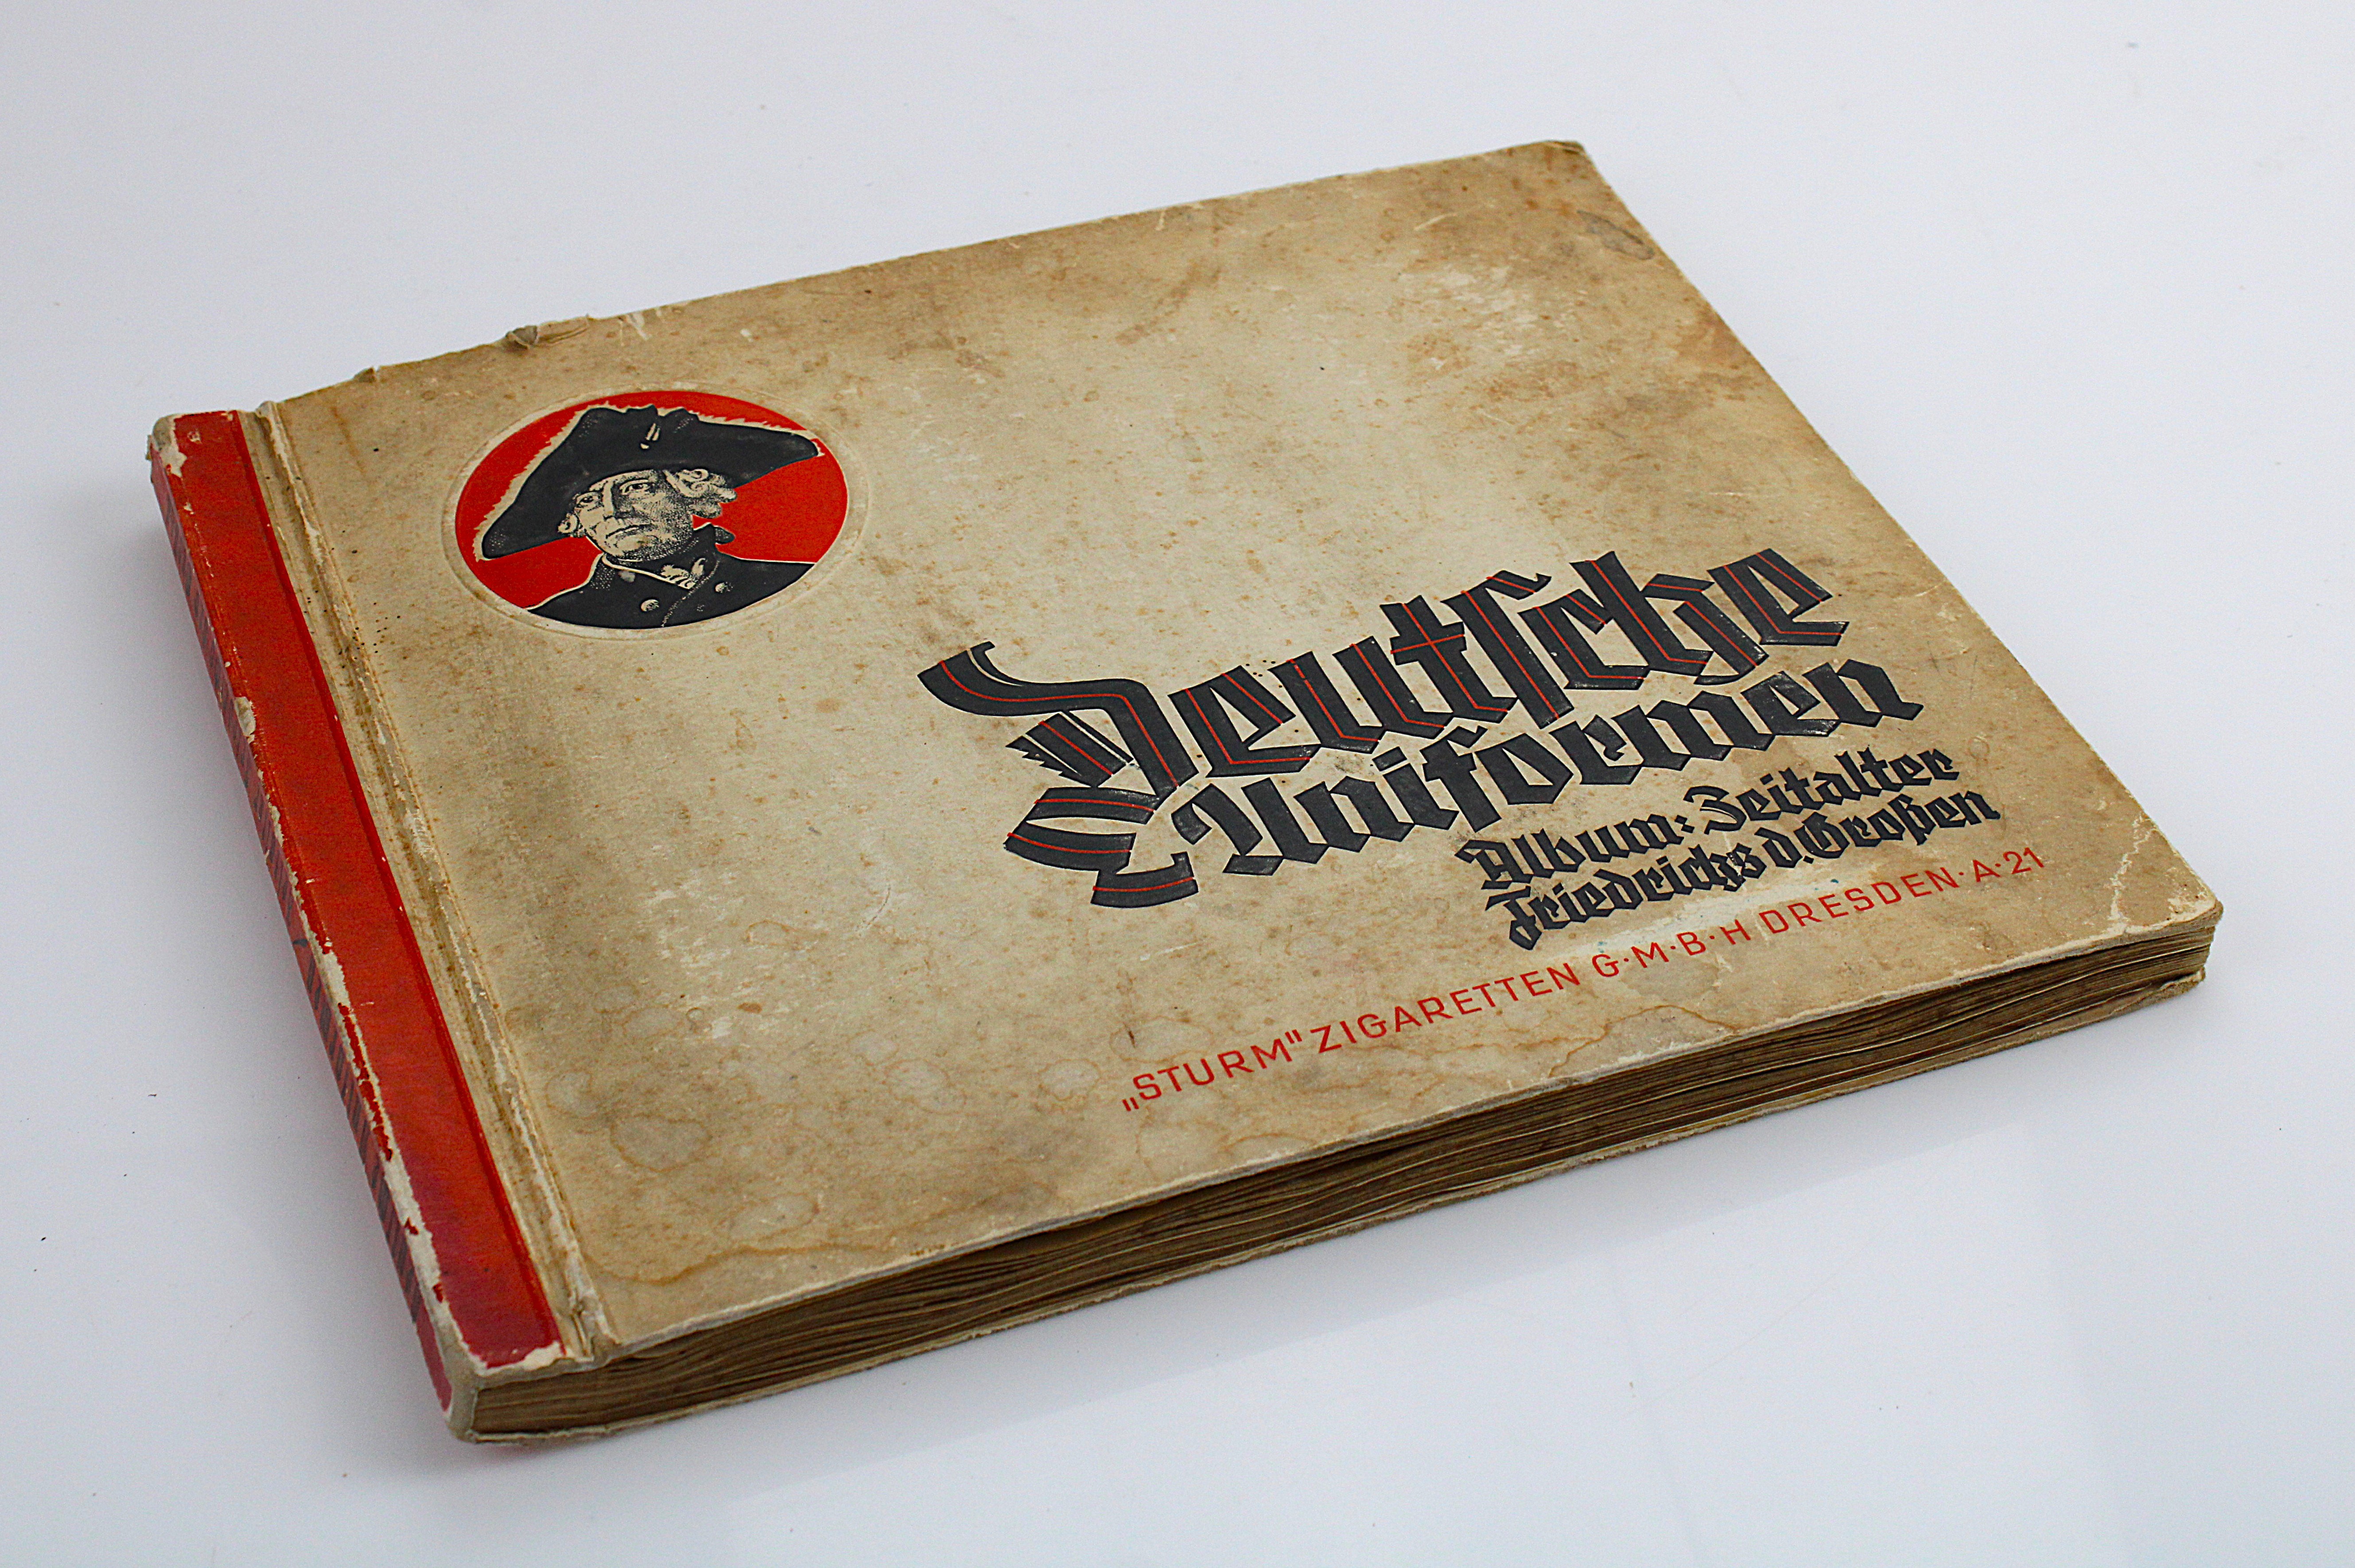 Deutsche
Uniformen
Album: Zeitalter
Friedrichs d. Großen
„STURM" ZIGARETTEN G·M·B·H DRESDEN·A·21